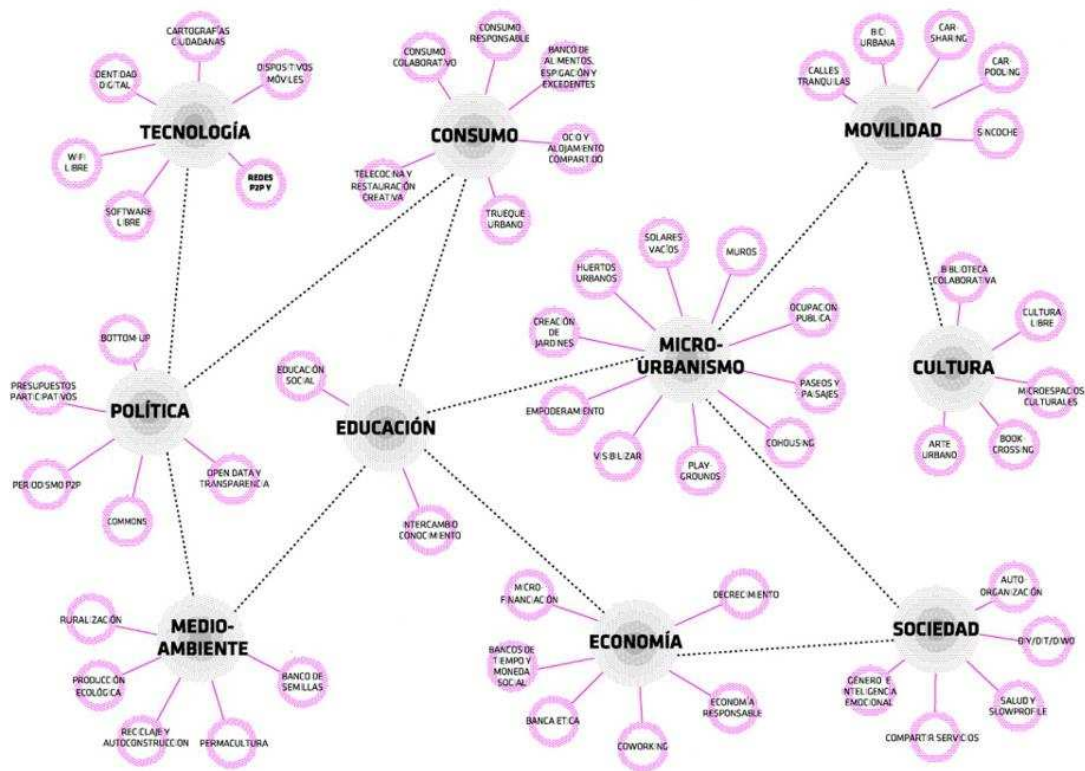 CARTOGRAFÍAS
CIUDADANAS
IDENTIDAD
DIGITAL
DISPOSITIVOS
MÓVILES
TECNOLOGÍA
WIFI
LIBRE
REDES
P2P Y
SOFTWARE
LIBRE
CONSUMO
COLABORATIVO
CONSUMO
RESPONSABLE
BANCO DE
ALIMENTOS,
ESPIGACIÓN Y
EXCEDENTES
CONSUMO
OCIO Y
ALOJAMIENTO
COMPARTIDO
TELECOCINA Y
RESTAURACIÓN
CREATIVA
TRUEQUE
URBANO
BICI
URBANA
CAR-
SHARING
CALLES
TRANQUILAS
CAR-
POOLING
MOVILIDAD
SINCOCHE
SOLARES
VACÍOS
MUROS
HUERTOS
URBANOS
CREACIÓN
DE
JARDINES
OCUPACION
PUBLICA
MICRO-
URBANISMO
PASEOS Y
PAISAJES
EMPODERAMIENTO
VISIBILIZAR
PLAY-
GROUNDS
COHOUSING
BIBLIOTECA
COLABORATIVA
CULTURA
LIBRE
CULTURA
MICROESPACIOS
CULTURALES
ARTE
URBANO
BOOK-
CROSSING
BOTTOM-UP
PRESUPUESTOS
PARTICIPATIVOS
POLÍTICA
PERIODISMO P2P
OPEN DATA Y
TRANSPARENCIA
COMMONS
EDUCACIÓN
SOCIAL
EDUCACIÓN
INTERCAMBIO
CONOCIMIENTO
RURALIZACIÓN
MEDIO-
AMBIENTE
PRODUCCIÓN
ECOLÓGICA
BANCO DE
SEMILLAS
RECICLAJE Y
AUTOCONSTRUCCION
PERMACULTURA
MICRO-
FINANCIACIÓN
DECRECIMIENTO
ECONOMÍA
BANCOS DE
TIEMPO Y
MONEDA
SOCIAL
BANCA ETICA
COWORKING
ECONOMÍA
RESPONSABLE
AUTO-
ORGANIZACIÓN
SOCIEDAD
DIY/DIT/DIWO
GÉNERO E
INTELIGENCIA
EMOCIONAL
SALUD Y
SLOWPROFILE
COMPARTIR SERVICIOS